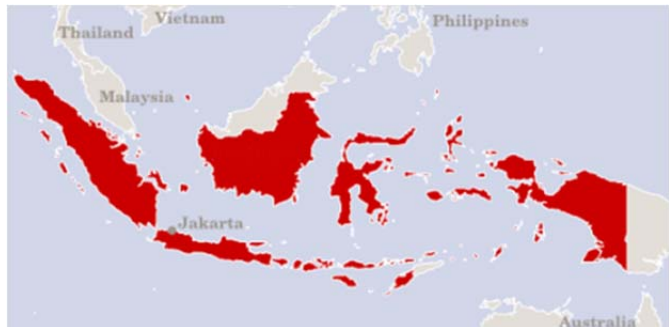 Vietnam
Thailand
Philippines
Malaysia
Jakarta
Australia